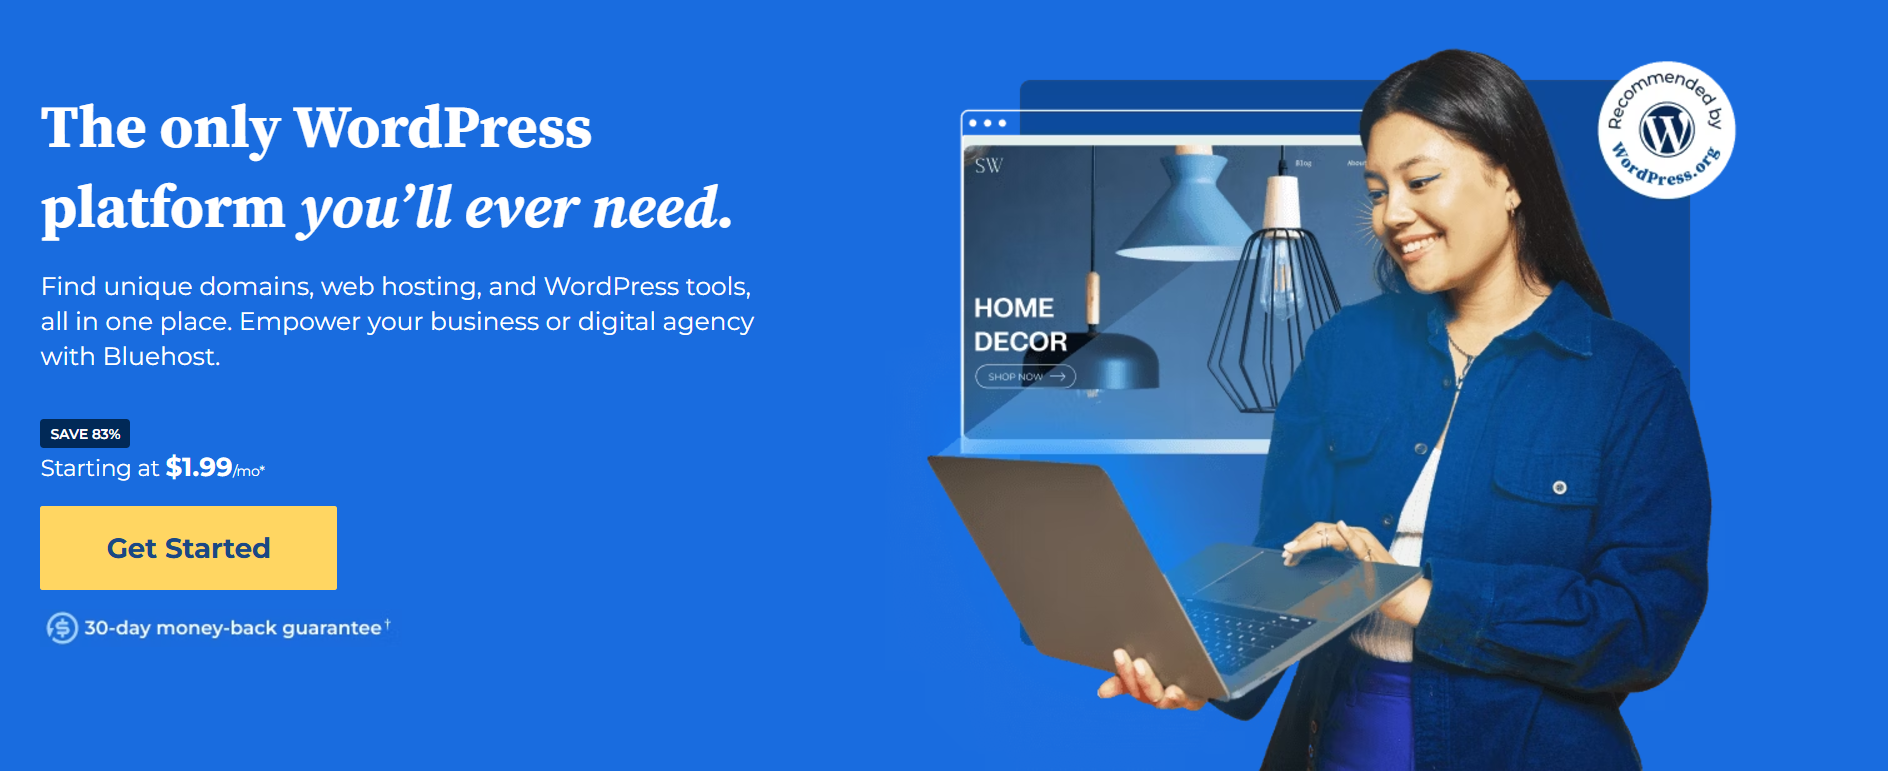 The only WordPress
platform you’ll ever need.
Find unique domains, web hosting, and WordPress tools,
all in one place. Empower your business or digital agency
with Bluehost.
SAVE 83%
Starting at $1.99/mo*
Get Started
30-day money-back guarantee†
SW
Blog
About
HOME
DECOR
SHOP NOW →
Recommended by
W
WordPress.org